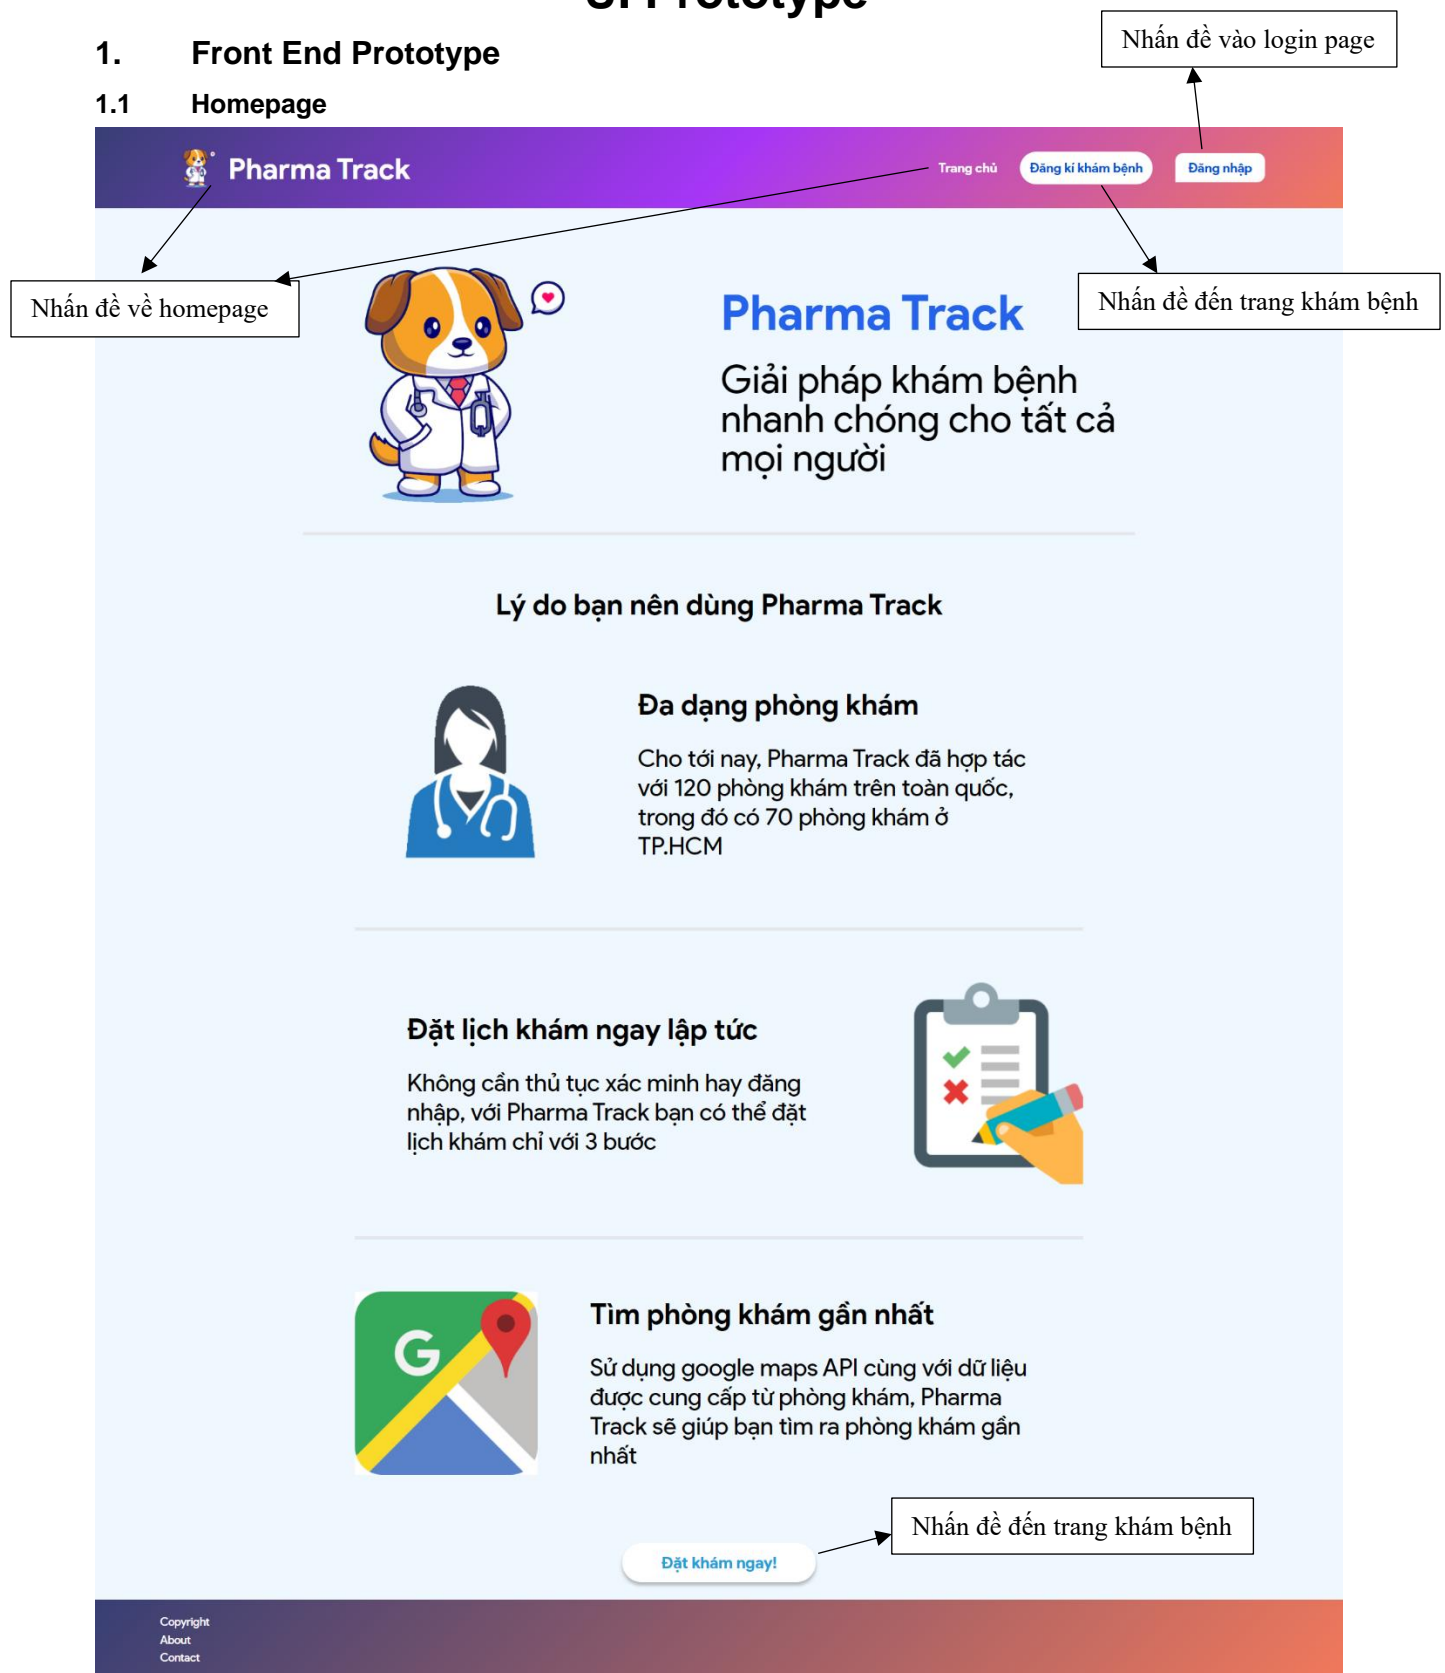 UI Prototype
1. Front End Prototype
Nhấn đề vào login page
1.1 Homepage
Pharma Track
Trang chủ
Đăng kí khám bệnh
Đăng nhập
Nhấn đề về homepage
Nhấn đề đến trang khám bệnh
Pharma Track
Giải pháp khám bệnh
nhanh chóng cho tất cả
mọi người
Lý do bạn nên dùng Pharma Track
Đa dạng phòng khám
Cho tới nay, Pharma Track đã hợp tác
với 120 phòng khám trên toàn quốc,
trong đó có 70 phòng khám ở
TP.HCM
Đặt lịch khám ngay lập tức
Không cần thủ tục xác minh hay đăng
nhập, với Pharma Track bạn có thể đặt
lịch khám chỉ với 3 bước
G
Tìm phòng khám gần nhất
Sử dụng google maps API cùng với dữ liệu
được cung cấp từ phòng khám, Pharma
Track sẽ giúp bạn tìm ra phòng khám gần
nhất
Nhấn đề đến trang khám bệnh
Đặt khám ngay!
Copyright
About
Contact